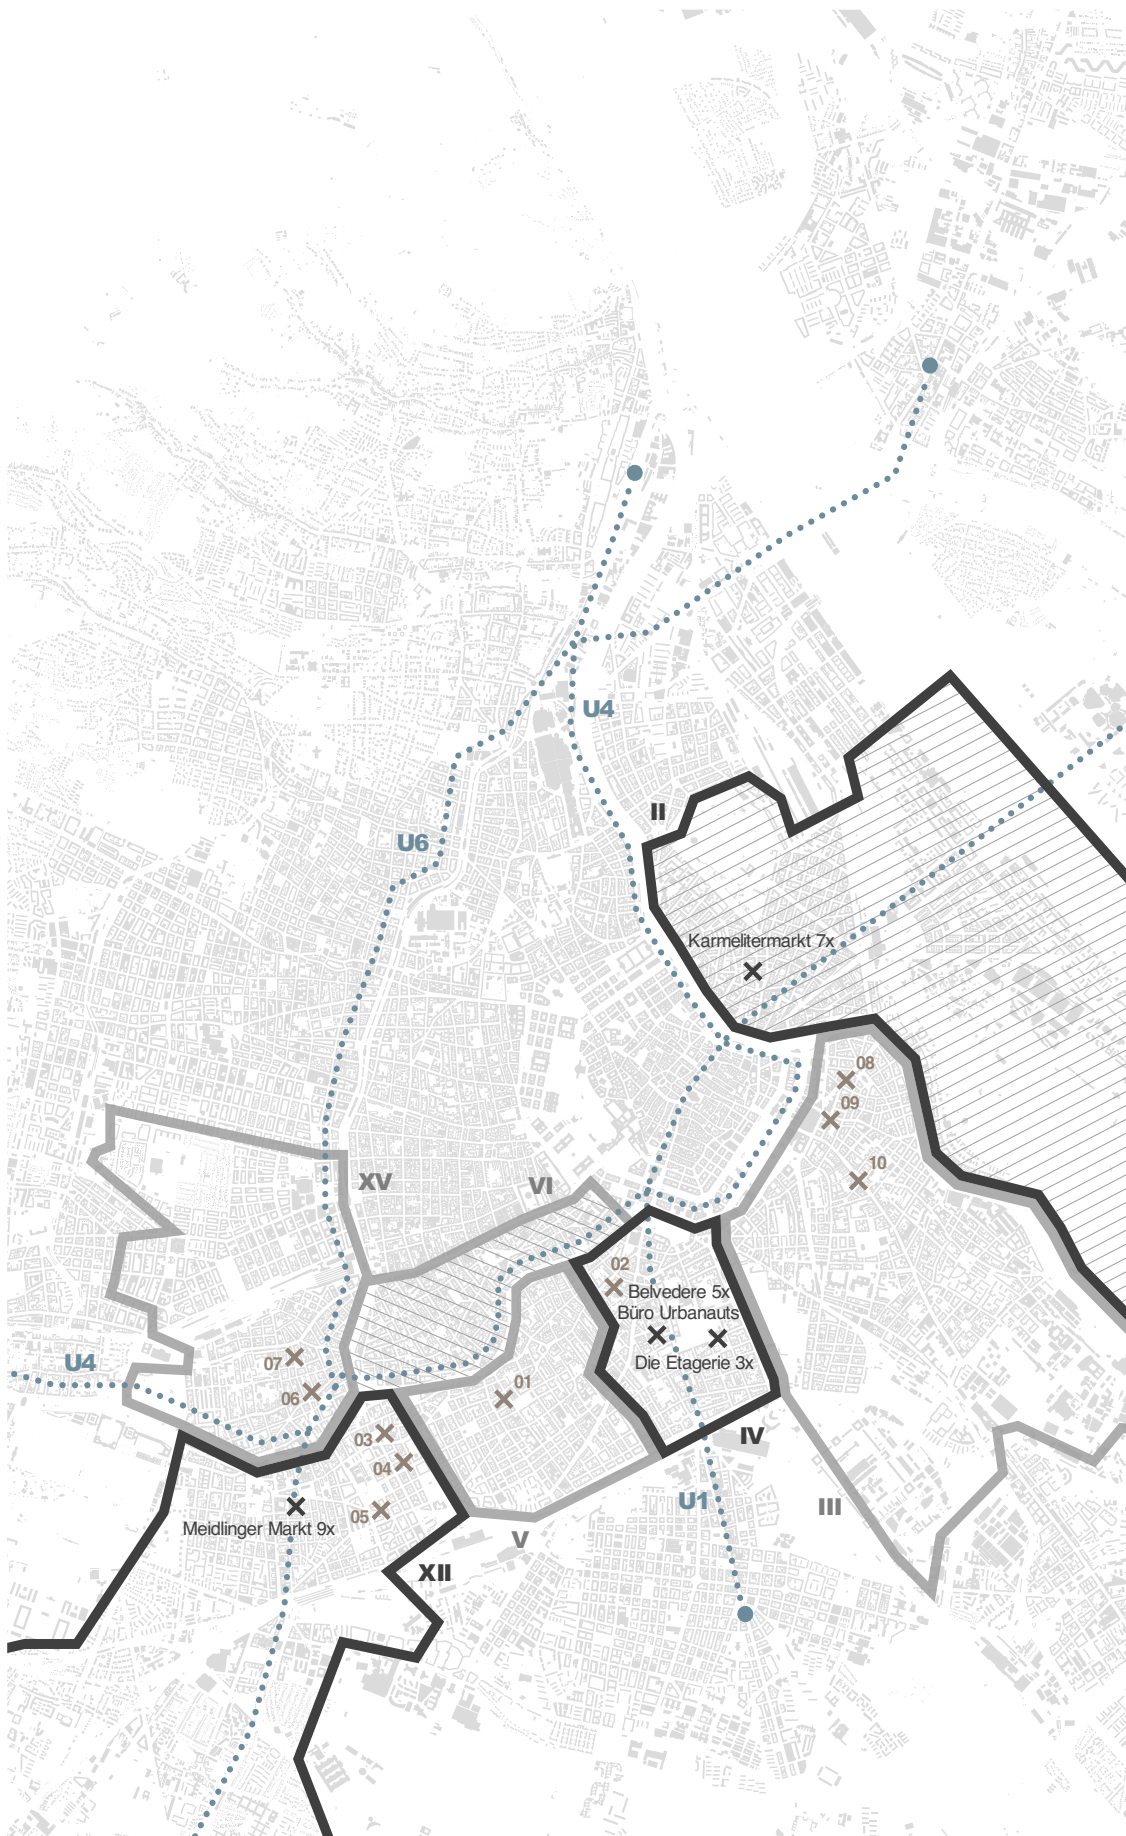 U4
II
U6
Karmelitermarkt 7x
08
09
10
XV
VI
02
Belvedere 5x
Büro Urbanauts
Die Etagerie 3x
07
U4
06
01
03
IV
04
U1
III
05
Meidlinger Markt 9x
V
XII